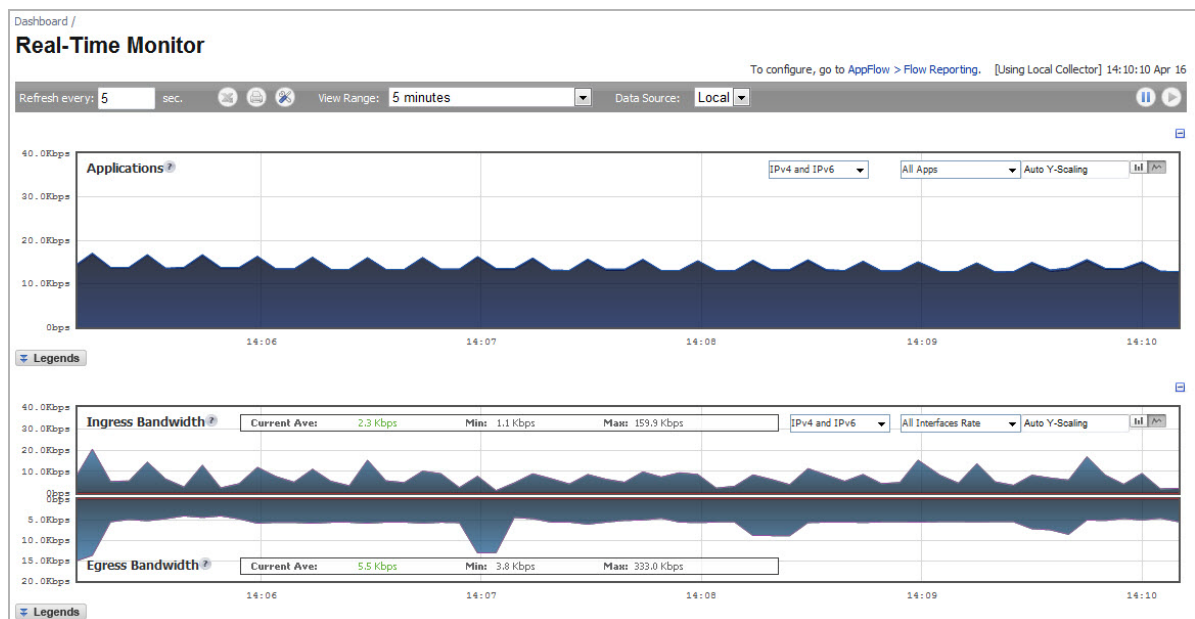 Dashboard /
Real-Time Monitor
To configure, go to AppFlow > Flow Reporting. [Using Local Collector] 14:10:10 Apr 16
Refresh every: 5 sec. View Range: 5 minutes Data Source: Local
40.0Kbps
Applications ? IPv4 and IPv6 All Apps Auto Y-Scaling
30.0Kbps
20.0Kbps
10.0Kbps
0bps
14:06 14:07 14:08 14:09 14:10
Legends
40.0Kbps
Ingress Bandwidth ? Current Ave: 2.3 Kbps Min: 1.1 Kbps Max: 159.9 Kbps IPv4 and IPv6 All Interfaces Rate Auto Y-Scaling
30.0Kbps
20.0Kbps
10.0Kbps
0bps
0bps
5.0Kbps
10.0Kbps
15.0Kbps
Egress Bandwidth ? Current Ave: 5.5 Kbps Min: 3.8 Kbps Max: 333.0 Kbps
20.0Kbps
14:06 14:07 14:08 14:09 14:10
Legends